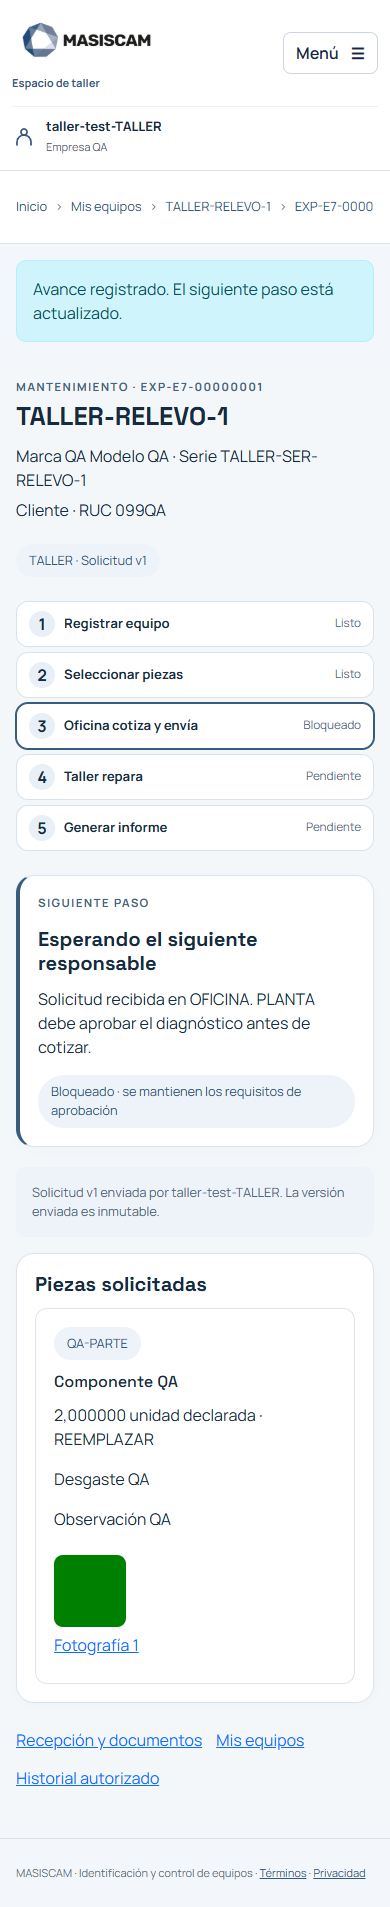 MASISCAM
Menú ☰
Espacio de taller
taller-test-TALLER
Empresa QA
Inicio › Mis equipos › TALLER-RELEVO-1 › EXP-E7-0000
Avance registrado. El siguiente paso está
actualizado.
MANTENIMIENTO · EXP-E7-00000001
TALLER-RELEVO-1
Marca QA Modelo QA · Serie TALLER-SER-
RELEVO-1
Cliente · RUC 099QA
TALLER · Solicitud v1
1 Registrar equipo Listo
2 Seleccionar piezas Listo
3 Oficina cotiza y envía Bloqueado
4 Taller repara Pendiente
5 Generar informe Pendiente
SIGUIENTE PASO
Esperando el siguiente
responsable
Solicitud recibida en OFICINA. PLANTA
debe aprobar el diagnóstico antes de
cotizar.
Bloqueado · se mantienen los requisitos de
aprobación
Solicitud v1 enviada por taller-test-TALLER. La versión
enviada es inmutable.
Piezas solicitadas
QA-PARTE
Componente QA
2,000000 unidad declarada ·
REEMPLAZAR
Desgaste QA
Observación QA
Fotografía 1
Recepción y documentos Mis equipos
Historial autorizado
MASISCAM · Identificación y control de equipos · Términos · Privacidad